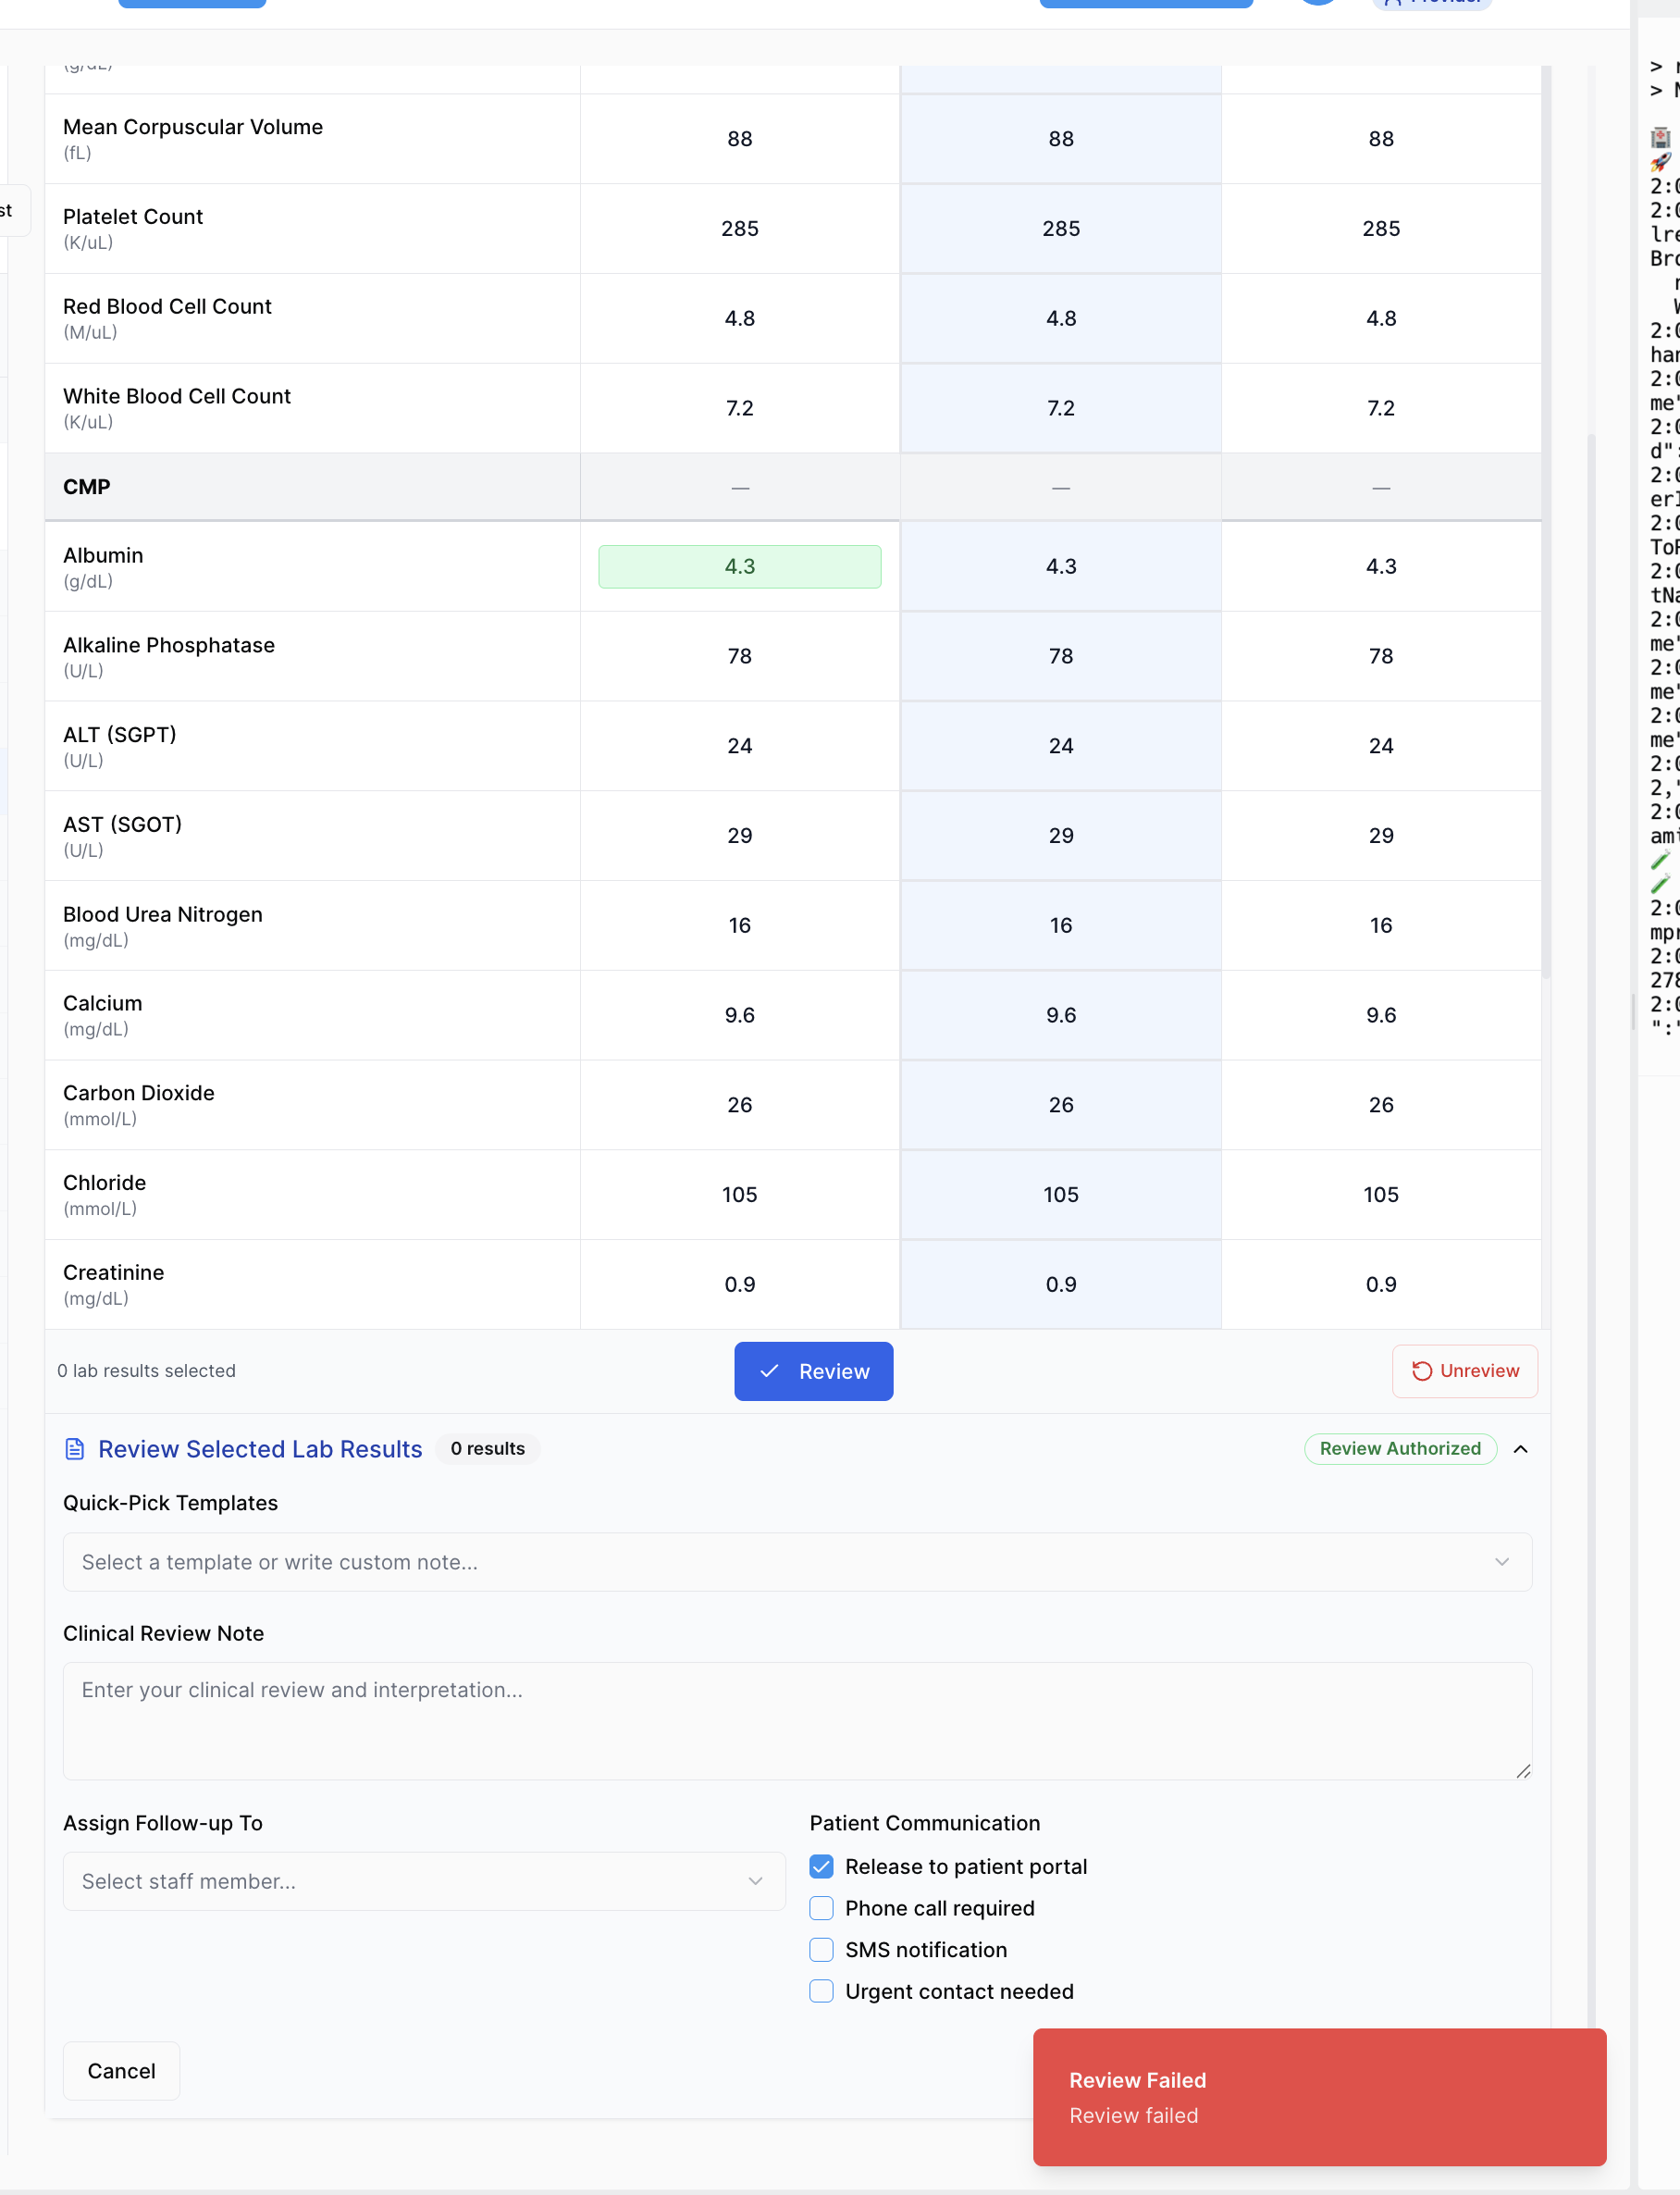 (g/dL)
Mean Corpuscular Volume
(fL)
88 88 88
Platelet Count
(K/uL)
285 285 285
Red Blood Cell Count
(M/uL)
4.8 4.8 4.8
White Blood Cell Count
(K/uL)
7.2 7.2 7.2
CMP — — —
Albumin
(g/dL)
4.3 4.3 4.3
Alkaline Phosphatase
(U/L)
78 78 78
ALT (SGPT)
(U/L)
24 24 24
AST (SGOT)
(U/L)
29 29 29
Blood Urea Nitrogen
(mg/dL)
16 16 16
Calcium
(mg/dL)
9.6 9.6 9.6
Carbon Dioxide
(mmol/L)
26 26 26
Chloride
(mmol/L)
105 105 105
Creatinine
(mg/dL)
0.9 0.9 0.9
0 lab results selected
Review
Unreview
Review Selected Lab Results
0 results
Review Authorized
Quick-Pick Templates
Select a template or write custom note...
Clinical Review Note
Enter your clinical review and interpretation...
Assign Follow-up To
Select staff member...
Patient Communication
Release to patient portal
Phone call required
SMS notification
Urgent contact needed
Cancel
Review Failed
Review failed